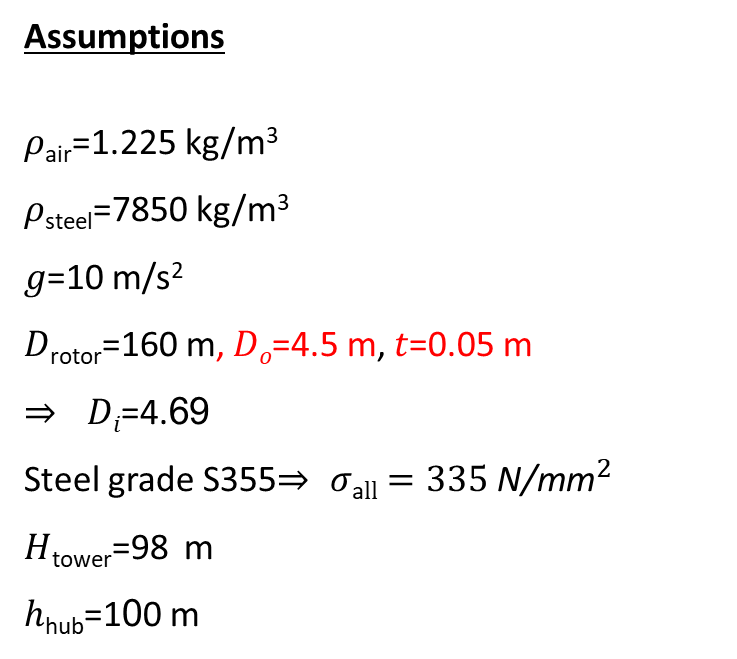 Assumptions
ρair=1.225 kg/m³
ρsteel=7850 kg/m³
g=10 m/s²
Drotor=160 m, Do=4.5 m, t=0.05 m
⇒ Di=4.69
Steel grade S355⇒ σall = 335 N/mm²
Htower=98 m
hhub=100 m